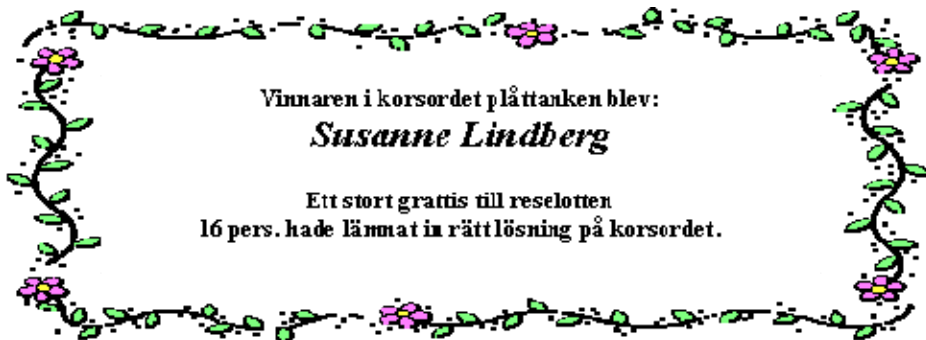 Vinnaren i korsordet plåttanken blev:
Susanne Lindberg
Ett stort grattis till reselotten
16 pers. hade lämnat in rätt lösning på korsordet.